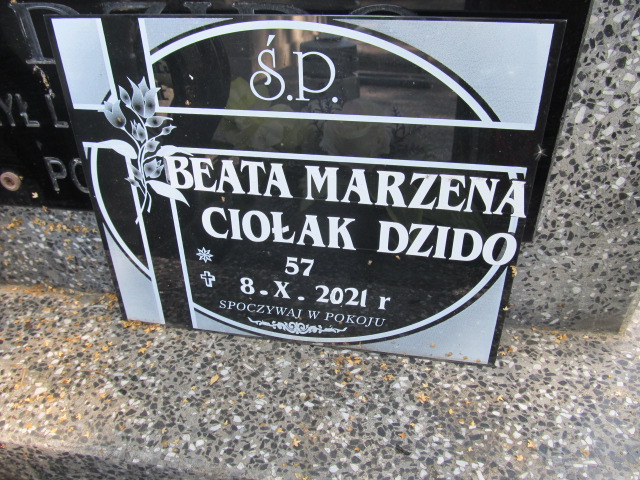 Ś.P.
BEATA MARZENA
CIOŁAK DZIDO
57
8. X. 2021 r
SPOCZYWAJ W POKOJU